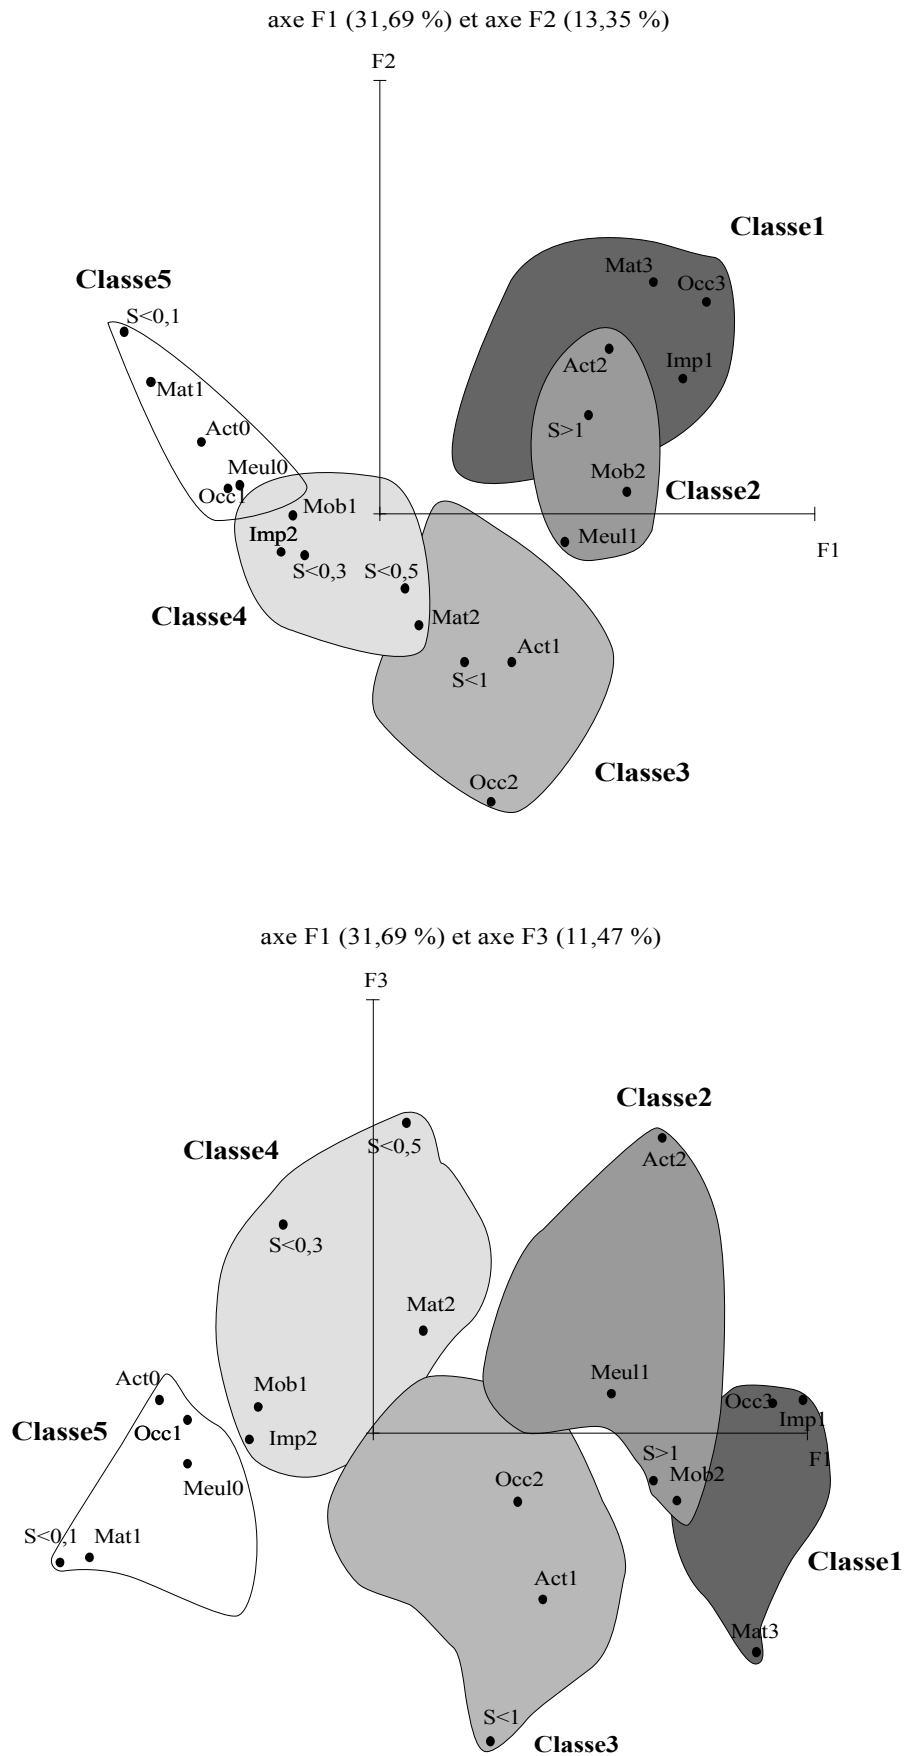 axe F1 (31,69 %) et axe F2 (13,35 %)
F2
Classe1
Mat3
Occ3
Classe5
S<0,1
Act2
Imp1
Mat1
Act0
S>1
Meul0
Mob2
Occ1
Classe2
Mob1
Imp2
Meul1
F1
S<0,3
S<0,5
Classe4
Mat2
Act1
S<1
Classe3
Occ2
axe F1 (31,69 %) et axe F3 (11,47 %)
F3
Classe2
Classe4
S<0,5
Act2
S<0,3
Mat2
Act0
Mob1
Meul1
Occ3
Imp1
Classe5
Occ1
Imp2
F1
S>1
Mob2
Meul0
Occ2
S<0,1
Mat1
Classe1
Act1
Mat3
S<1
Classe3